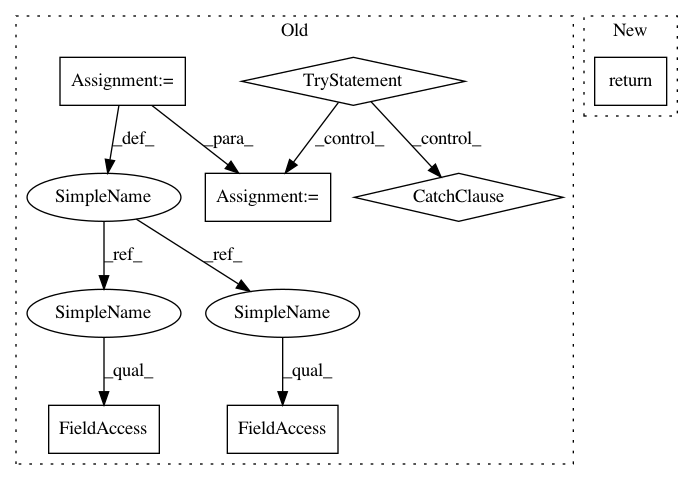 Old
New
Assignment:=
TryStatement
return
_def_
_para_
_control_
_control_
SimpleName
Assignment:=
CatchClause
_ref_
_ref_
SimpleName
SimpleName
_qual_
_qual_
FieldAccess
FieldAccess